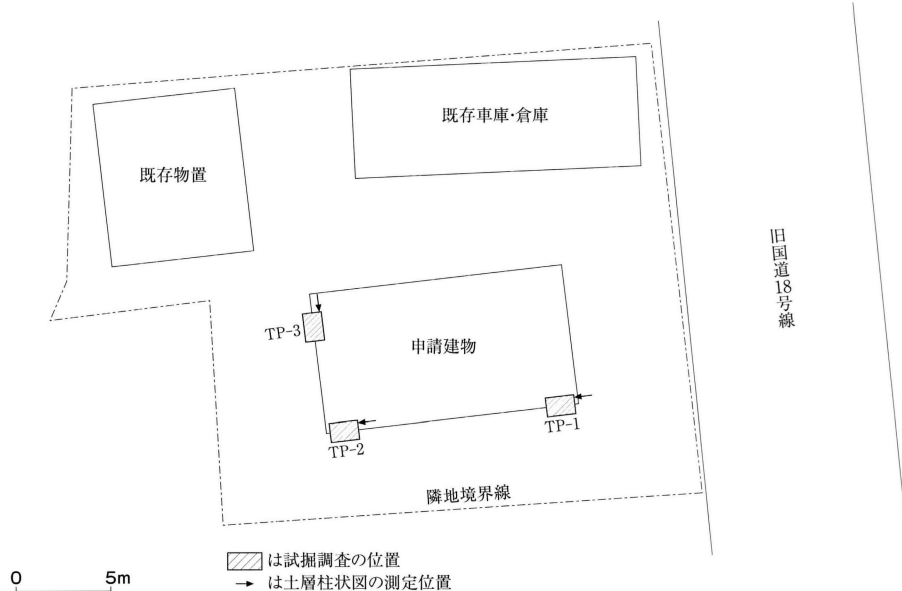 既存車庫･倉庫
既存物置
旧国道18号線
TP-3
申請建物
TP-1
TP-2
隣地境界線
は試掘調査の位置
は土層柱状図の測定位置
0 5m